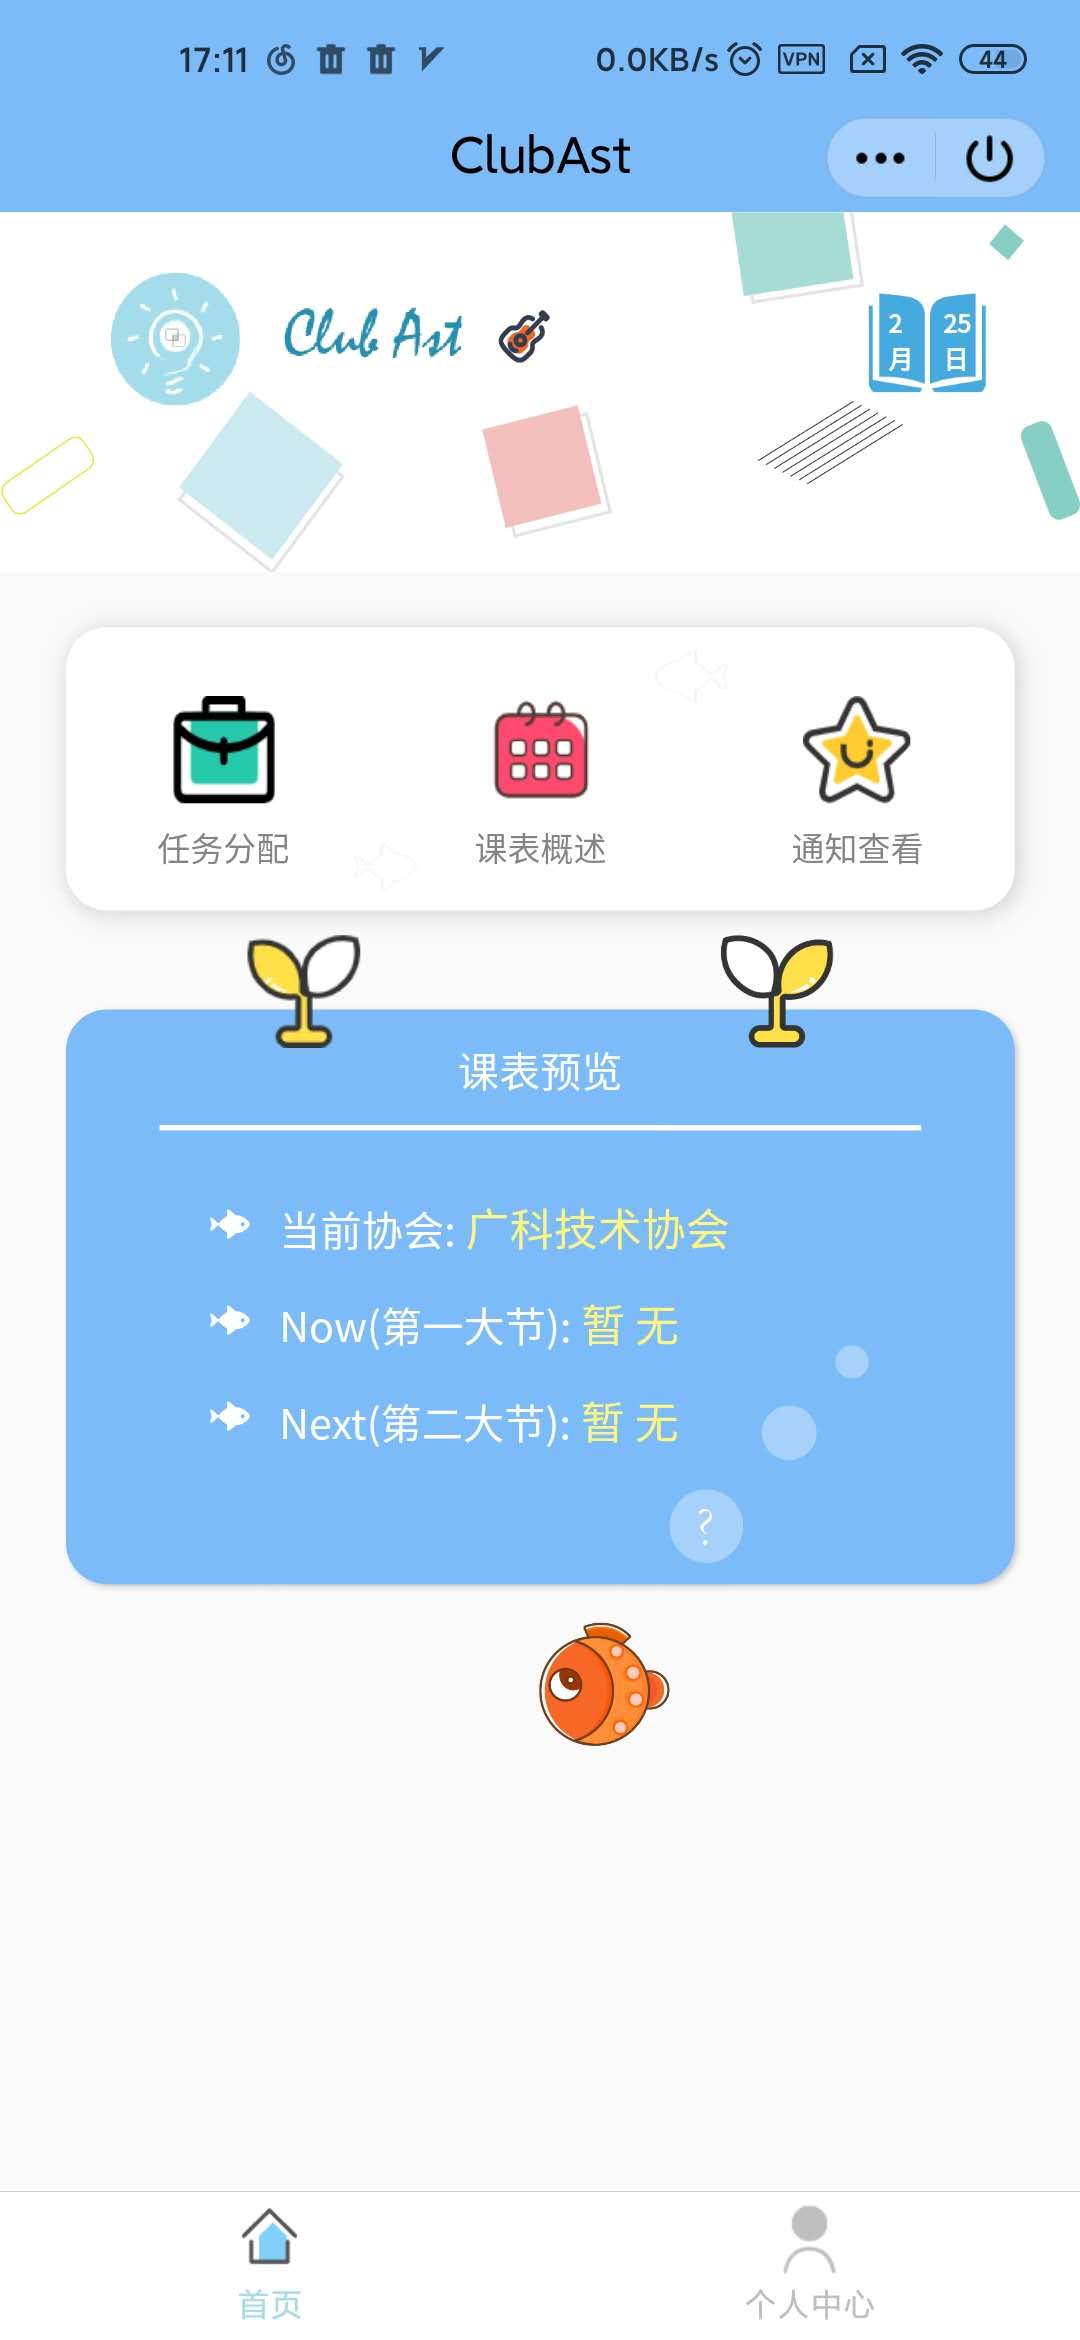 17:11 0.0KB/s VPN 44
ClubAst
Club Ast
2 25
月 日
任务分配 课表概述 通知查看
课表预览
当前协会: 广科技术协会
Now(第一大节): 暂 无
Next(第二大节): 暂 无
?
首页 个人中心